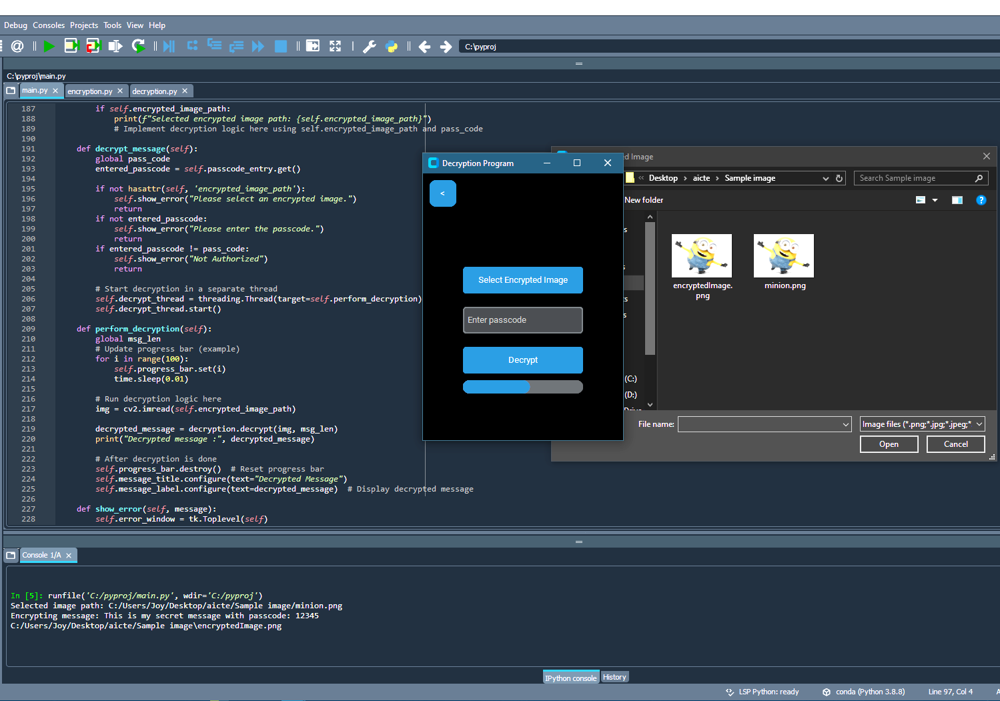 Debug Consoles Projects Tools View Help
C:\pyproj
C:\pyproj\main.py
main.py
encryption.py
decryption.py
187 if self.encrypted_image_path:
188 print(f"Selected encrypted image path: {self.encrypted_image_path}")
189 # Implement decryption logic here using self.encrypted_image_path and pass_code
190
191 def decrypt_message(self):
192 global pass_code
193 entered_passcode = self.passcode_entry.get()
194
195 if not hasattr(self, 'encrypted_image_path'):
196 self.show_error("Please select an encrypted image.")
197 return
198 if not entered_passcode:
199 self.show_error("Please enter the passcode.")
200 return
201 if entered_passcode != pass_code:
202 self.show_error("Not Authorized")
203 return
204
205 # Start decryption in a separate thread
206 self.decrypt_thread = threading.Thread(target=self.perform_decryption)
207 self.decrypt_thread.start()
208
209 def perform_decryption(self):
210 global msg_len
211 # Update progress bar (example)
212 for i in range(100):
213 self.progress_bar.set(i)
214 time.sleep(0.01)
215
216 # Run decryption logic here
217 img = cv2.imread(self.encrypted_image_path)
218
219 decrypted_message = decryption.decrypt(img, msg_len)
220 print("Decrypted message :", decrypted_message)
221
222 # After decryption is done
223 self.progress_bar.destroy() # Reset progress bar
224 self.message_title.configure(text="Decrypted Message")
225 self.message_label.configure(text=decrypted_message) # Display decrypted message
226
227 def show_error(self, message):
228 self.error_window = tk.Toplevel(self)
Decryption Program
<
Select Encrypted Image
Enter passcode
Decrypt
d Image
« Desktop > aicte > Sample image
Search Sample image
New folder
encryptedImage.
png
minion.png
(C:)
(D:)
File name:
Image files (*.png;*.jpg;*.jpeg;*
Open
Cancel
Console 1/A
In [5]: runfile('C:/pyproj/main.py', wdir='C:/pyproj')
Selected image path: C:/Users/Joy/Desktop/aicte/Sample image/minion.png
Encrypting message: This is my secret message with passcode: 12345
C:/Users/Joy/Desktop/aicte/Sample image\encryptedImage.png
IPython console
History
LSP Python: ready
conda (Python 3.8.8)
Line 97, Col 4